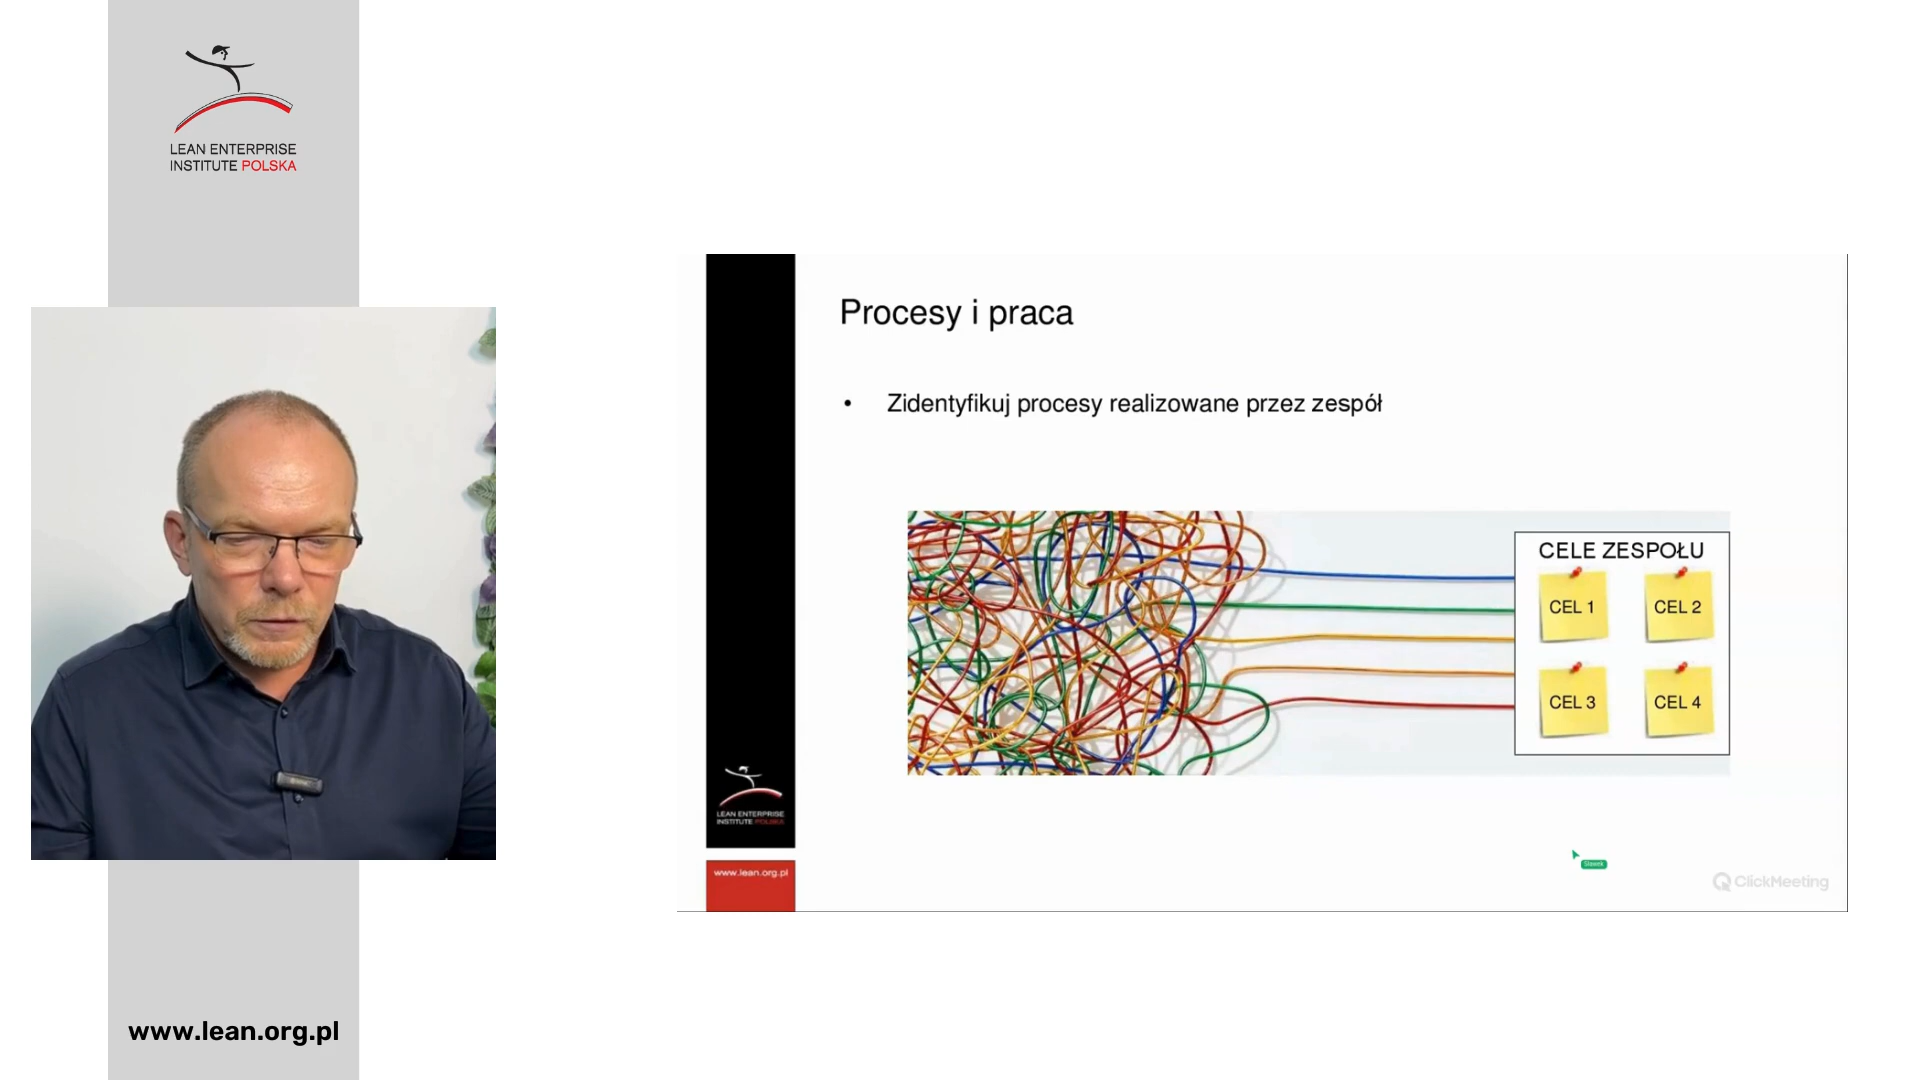 LEAN ENTERPRISE
INSTITUTE POLSKA
Procesy i praca
• Zidentyfikuj procesy realizowane przez zespół
CELE ZESPOŁU
CEL 1
CEL 2
CEL 3
CEL 4
LEAN ENTERPRISE
INSTITUTE POLSKA
www.lean.org.pl
Sławek
ClickMeeting
www.lean.org.pl